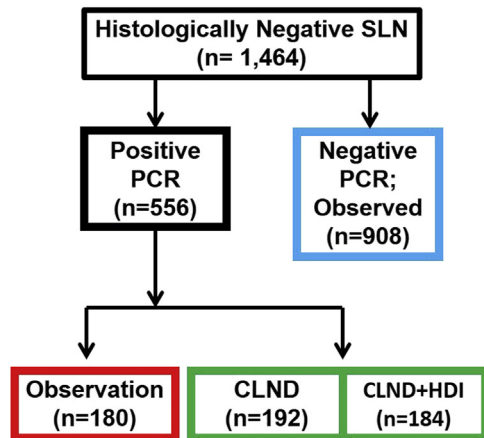 Histologically Negative SLN
(n= 1,464)
Positive
PCR
(n=556)
Negative
PCR;
Observed
(n=908)
Observation
(n=180)
CLND
(n=192)
CLND+HDI
(n=184)